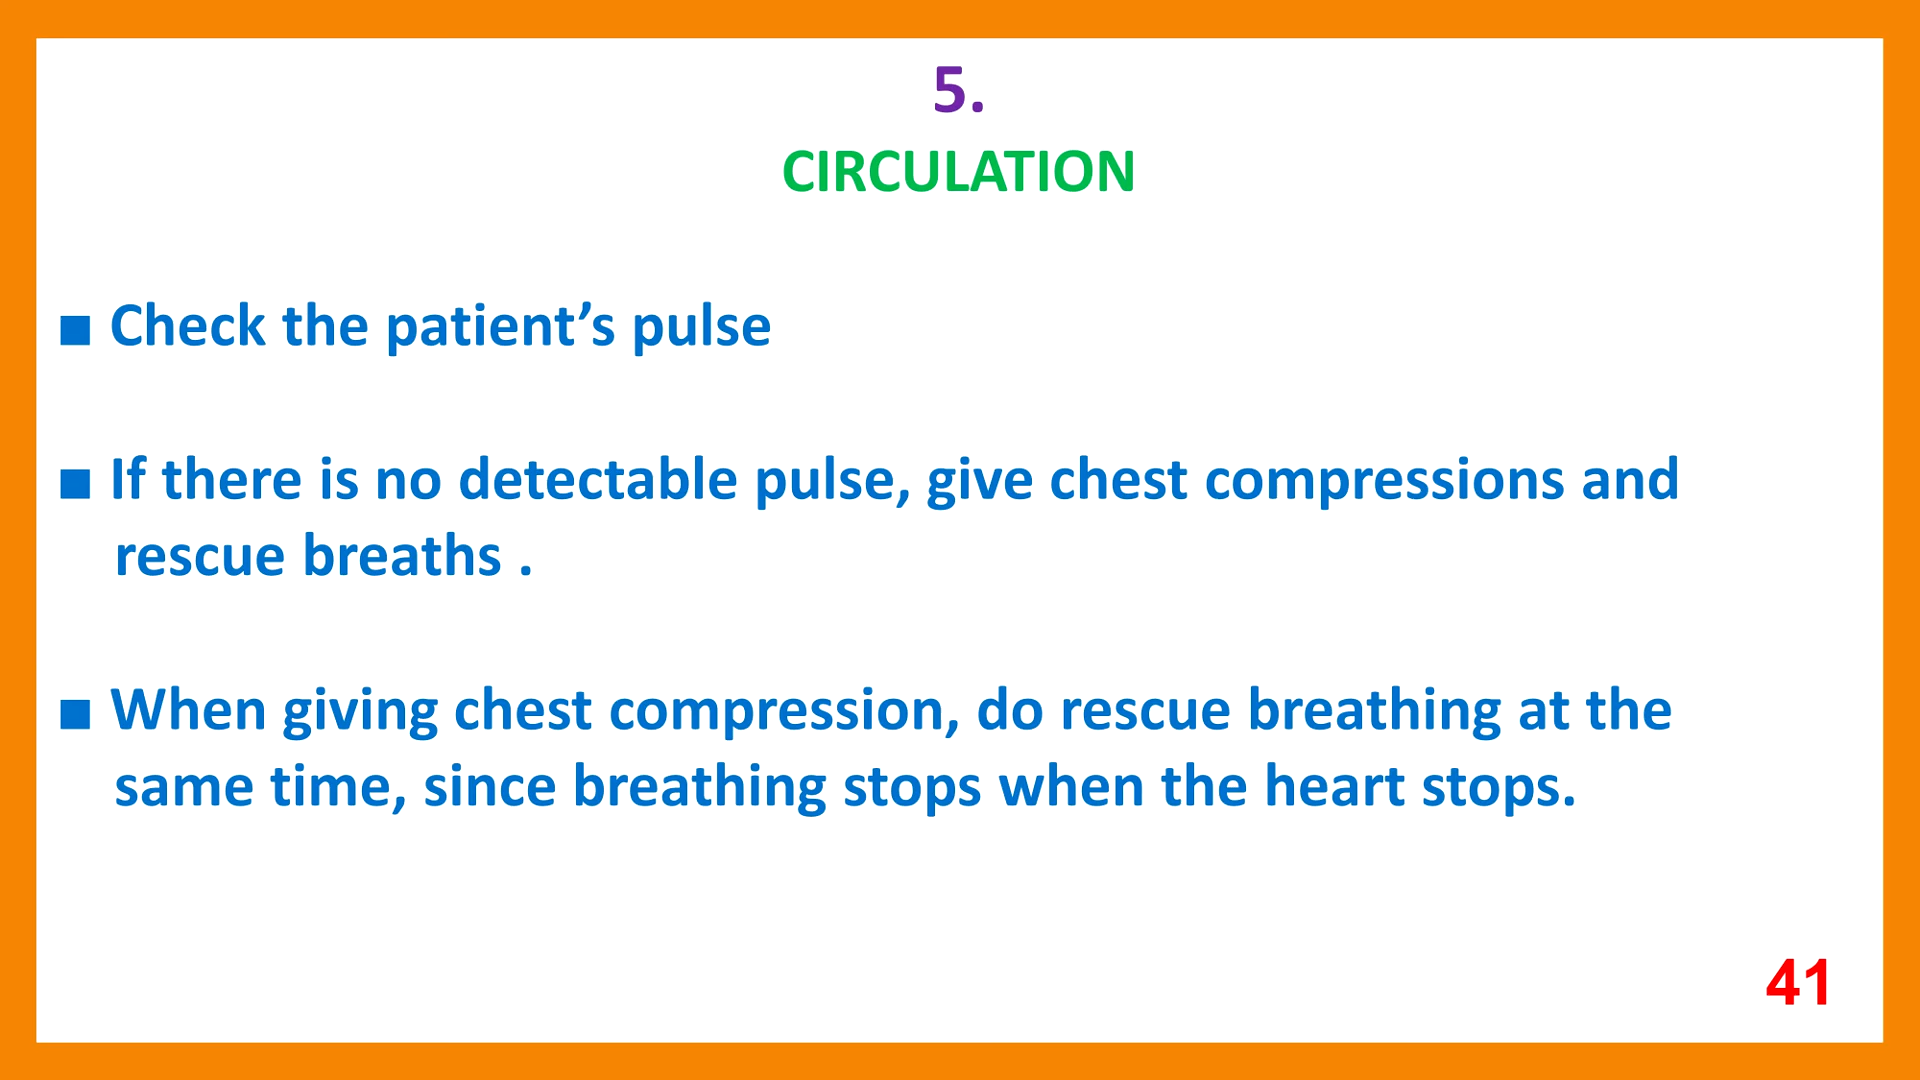 5.
CIRCULATION
■ Check the patient’s pulse
■ If there is no detectable pulse, give chest compressions and
rescue breaths .
■ When giving chest compression, do rescue breathing at the
same time, since breathing stops when the heart stops.
41